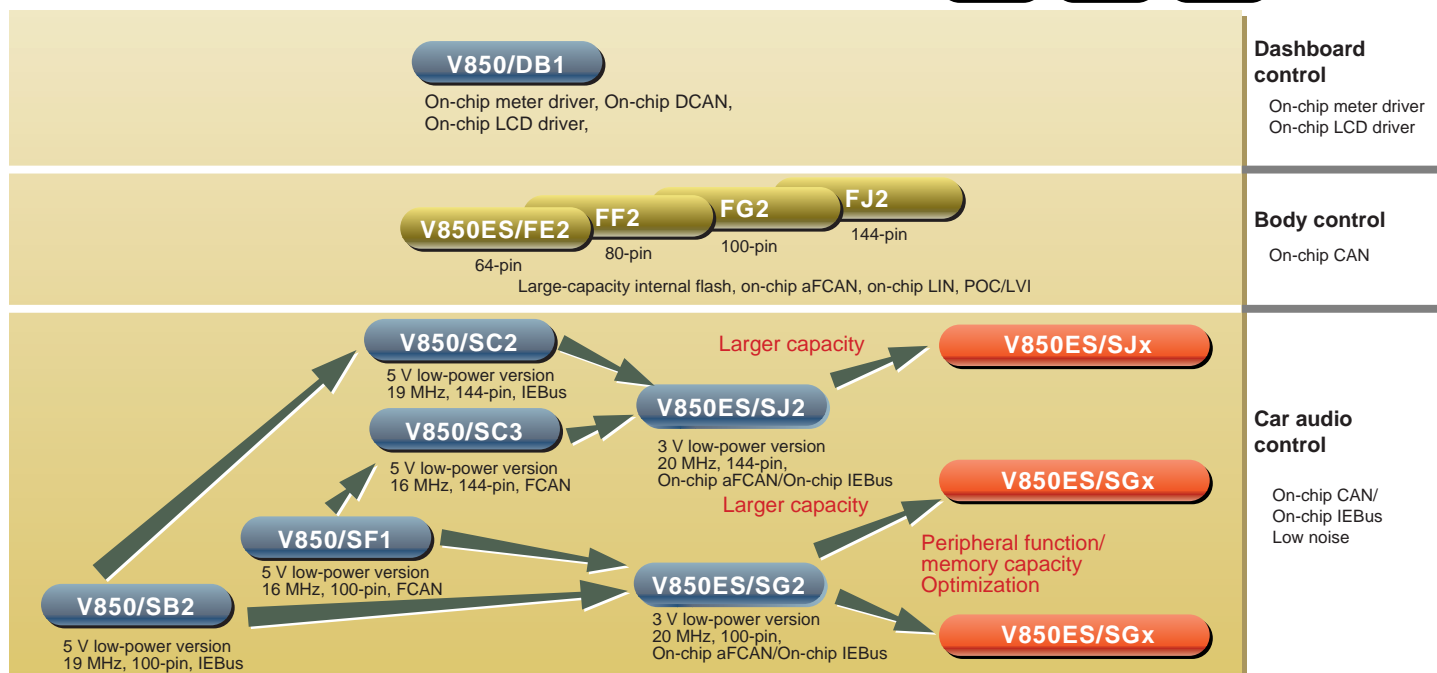 V850/DB1
On-chip meter driver, On-chip DCAN,
On-chip LCD driver,
Dashboard
control
On-chip meter driver
On-chip LCD driver
V850ES/FE2
FF2
FG2
FJ2
64-pin
80-pin
100-pin
144-pin
Large-capacity internal flash, on-chip aFCAN, on-chip LIN, POC/LVI
Body control
On-chip CAN
V850/SC2
5 V low-power version
19 MHz, 144-pin, IEBus
V850/SC3
5 V low-power version
16 MHz, 144-pin, FCAN
V850/SF1
5 V low-power version
16 MHz, 100-pin, FCAN
V850/SB2
5 V low-power version
19 MHz, 100-pin, IEBus
V850ES/SJ2
3 V low-power version
20 MHz, 144-pin,
On-chip aFCAN/On-chip IEBus
V850ES/SG2
3 V low-power version
20 MHz, 100-pin,
On-chip aFCAN/On-chip IEBus
Larger capacity
V850ES/SJx
Larger capacity
V850ES/SGx
Peripheral function/
memory capacity
Optimization
V850ES/SGx
Car audio
control
On-chip CAN/
On-chip IEBus
Low noise